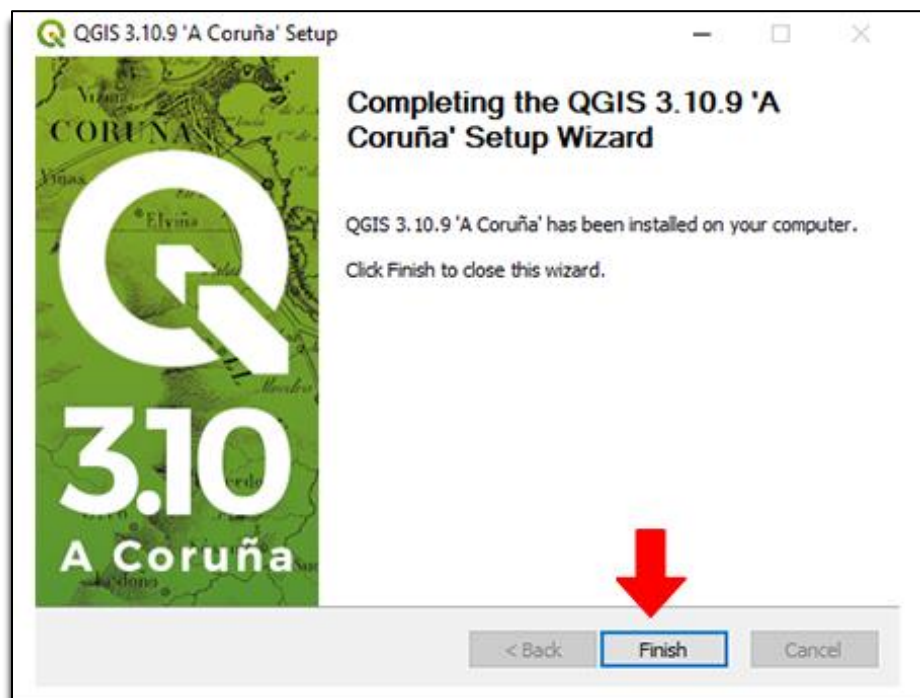 QGIS 3.10.9 'A Coruña' Setup
CORUÑA
Elviña
3.10
A Coruña
Completing the QGIS 3.10.9 'A
Coruña' Setup Wizard
QGIS 3.10.9 'A Coruña' has been installed on your computer.
Click Finish to close this wizard.
< Back
Finish
Cancel